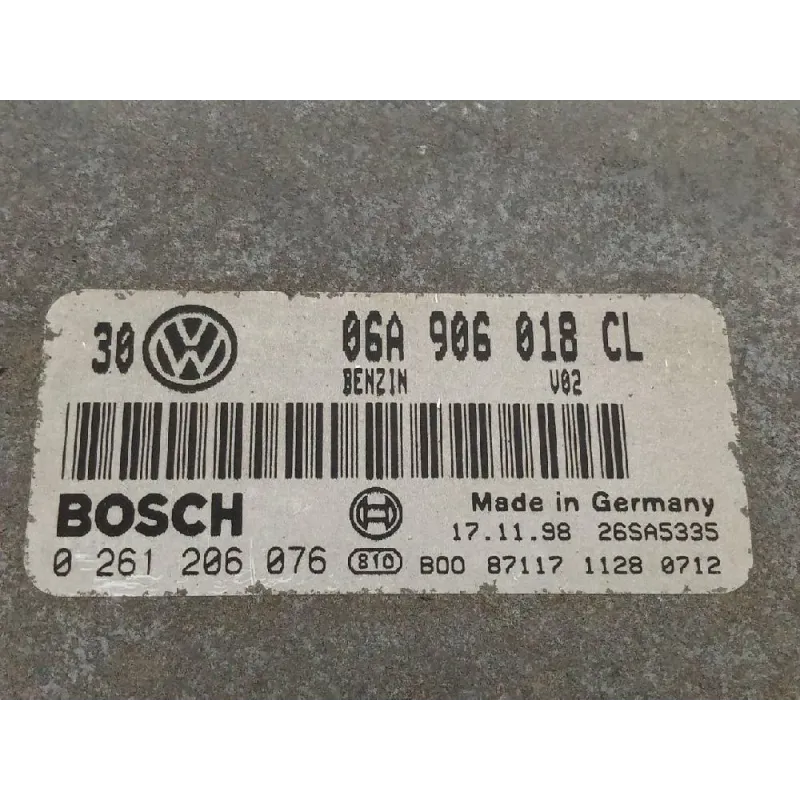 30 VW 06A 906 018 CL
BENZIN V02
BOSCH Made in Germany
17.11.98 26SA5335
0 261 206 076 810 B00 87117 1128 0712